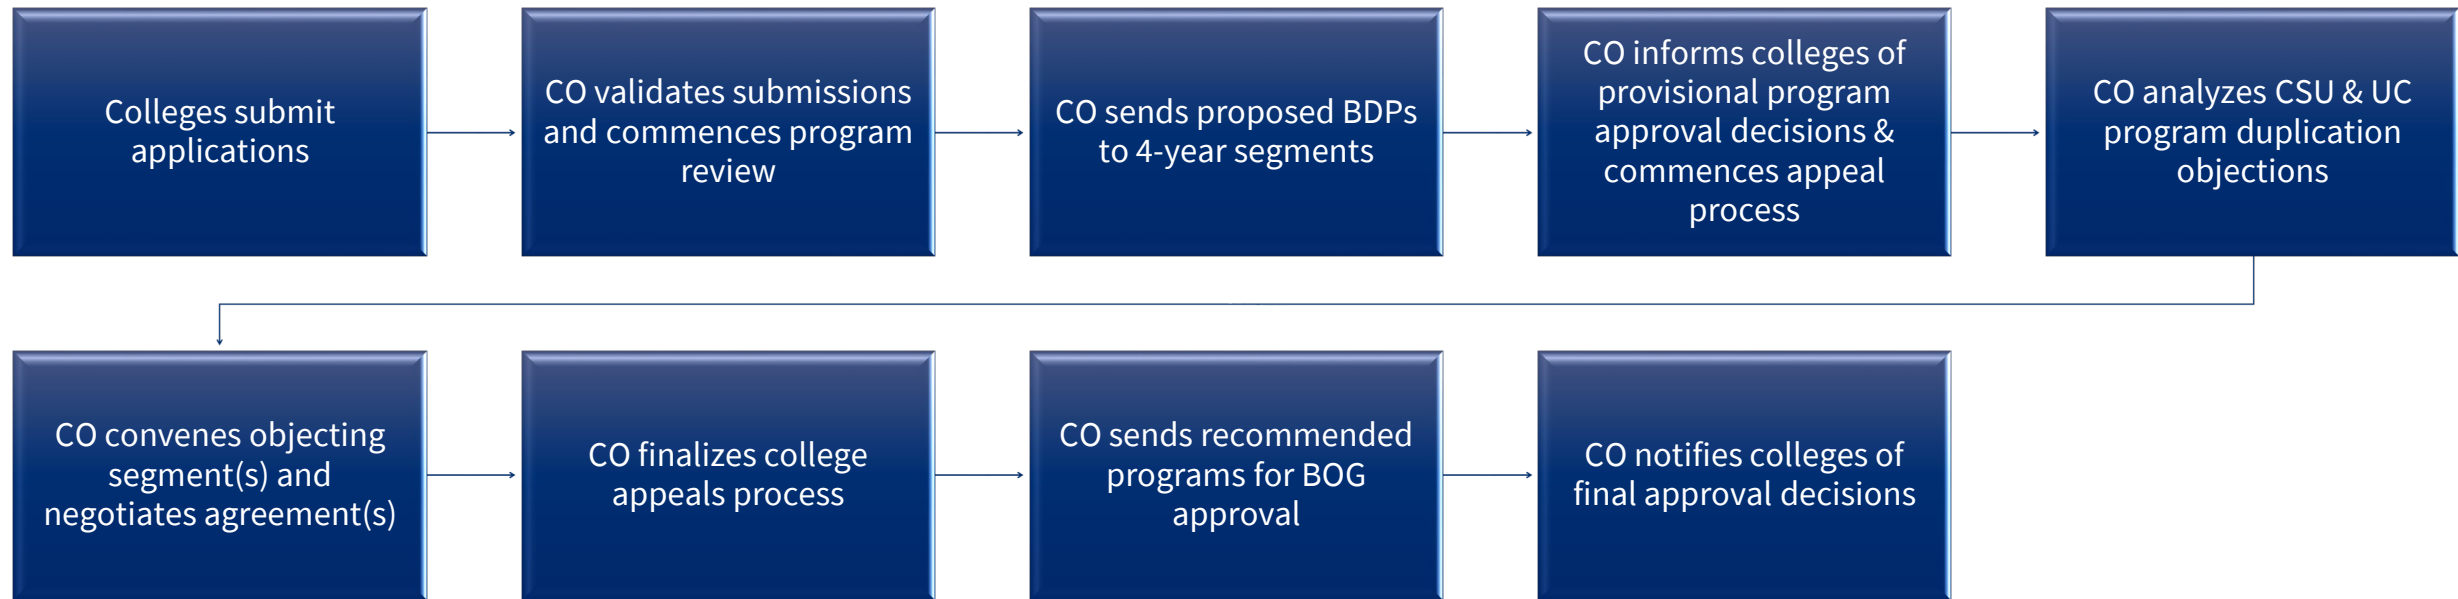 Colleges submit
applications
CO validates submissions
and commences program
review
CO sends proposed BDPs
to 4-year segments
CO informs colleges of
provisional program
approval decisions &
commences appeal
process
CO analyzes CSU & UC
program duplication
objections
CO convenes objecting
segment(s) and
negotiates agreement(s)
CO finalizes college
appeals process
CO sends recommended
programs for BOG
approval
CO notifies colleges of
final approval decisions